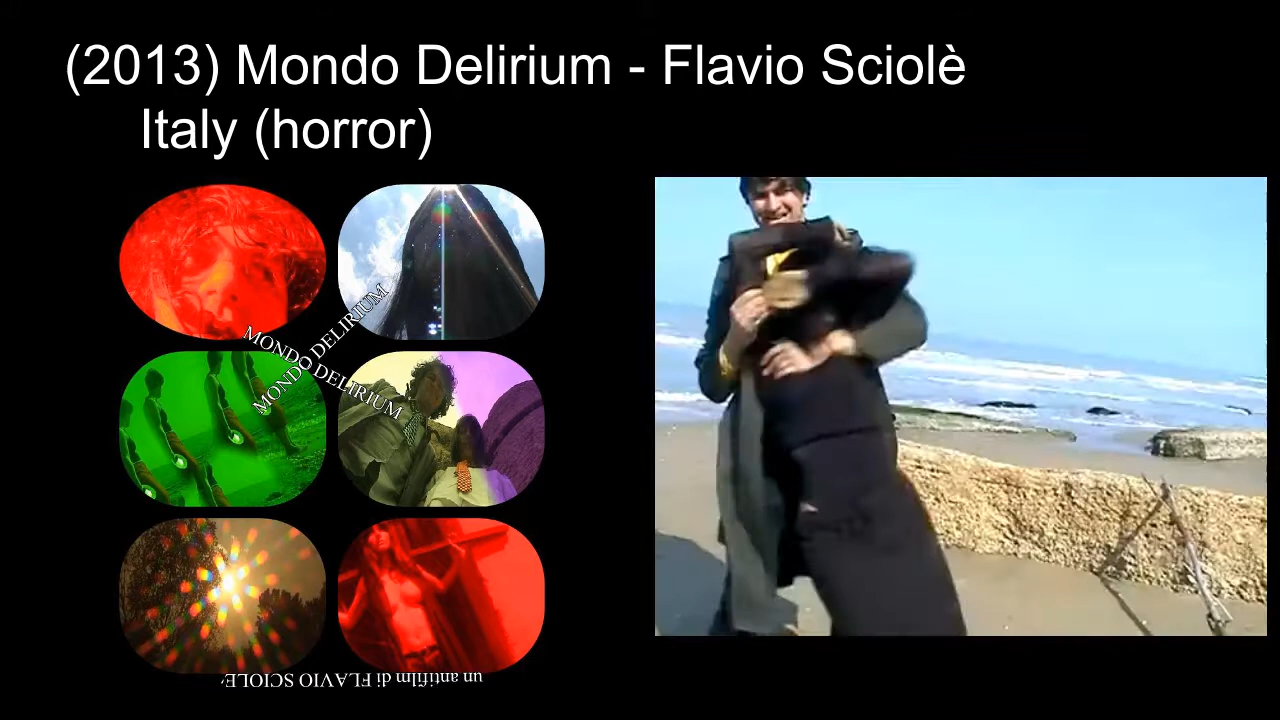 (2013) Mondo Delirium - Flavio Sciolè
Italy (horror)
MONDO DELIRIUM
MONDO DELIRIUM
un antifilm di FLAVIO SCIOLE'